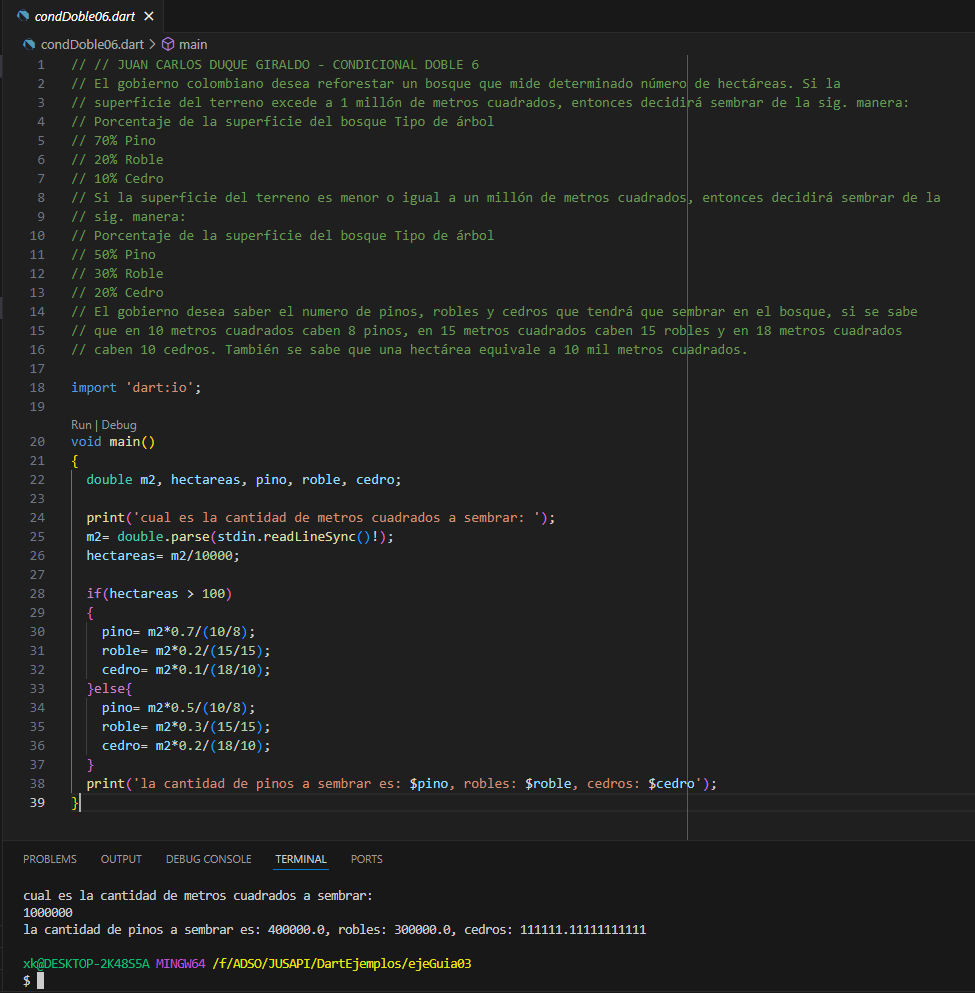 condDoble06.dart ×
condDoble06.dart > main
1 // // JUAN CARLOS DUQUE GIRALDO - CONDICIONAL DOBLE 6
2 // El gobierno colombiano desea reforestar un bosque que mide determinado número de hectáreas. Si la
3 // superficie del terreno excede a 1 millón de metros cuadrados, entonces decidirá sembrar de la sig. manera:
4 // Porcentaje de la superficie del bosque Tipo de árbol
5 // 70% Pino
6 // 20% Roble
7 // 10% Cedro
8 // Si la superficie del terreno es menor o igual a un millón de metros cuadrados, entonces decidirá sembrar de la
9 // sig. manera:
10 // Porcentaje de la superficie del bosque Tipo de árbol
11 // 50% Pino
12 // 30% Roble
13 // 20% Cedro
14 // El gobierno desea saber el numero de pinos, robles y cedros que tendrá que sembrar en el bosque, si se sabe
15 // que en 10 metros cuadrados caben 8 pinos, en 15 metros cuadrados caben 15 robles y en 18 metros cuadrados
16 // caben 10 cedros. También se sabe que una hectárea equivale a 10 mil metros cuadrados.
17
18 import 'dart:io';
19
Run | Debug
20 void main()
21 {
22   double m2, hectareas, pino, roble, cedro;
23
24   print('cual es la cantidad de metros cuadrados a sembrar: ');
25   m2= double.parse(stdin.readLineSync()!);
26   hectareas= m2/10000;
27
28   if(hectareas > 100)
29   {
30     pino= m2*0.7/(10/8);
31     roble= m2*0.2/(15/15);
32     cedro= m2*0.1/(18/10);
33   }else{
34     pino= m2*0.5/(10/8);
35     roble= m2*0.3/(15/15);
36     cedro= m2*0.2/(18/10);
37   }
38   print('la cantidad de pinos a sembrar es: $pino, robles: $roble, cedros: $cedro');
39 }
PROBLEMS OUTPUT DEBUG CONSOLE TERMINAL PORTS
cual es la cantidad de metros cuadrados a sembrar:
1000000
la cantidad de pinos a sembrar es: 400000.0, robles: 300000.0, cedros: 111111.11111111111
xk@DESKTOP-2K48S5A MINGW64 /f/ADSO/JUSAPI/DartEjemplos/ejeGuia03
$